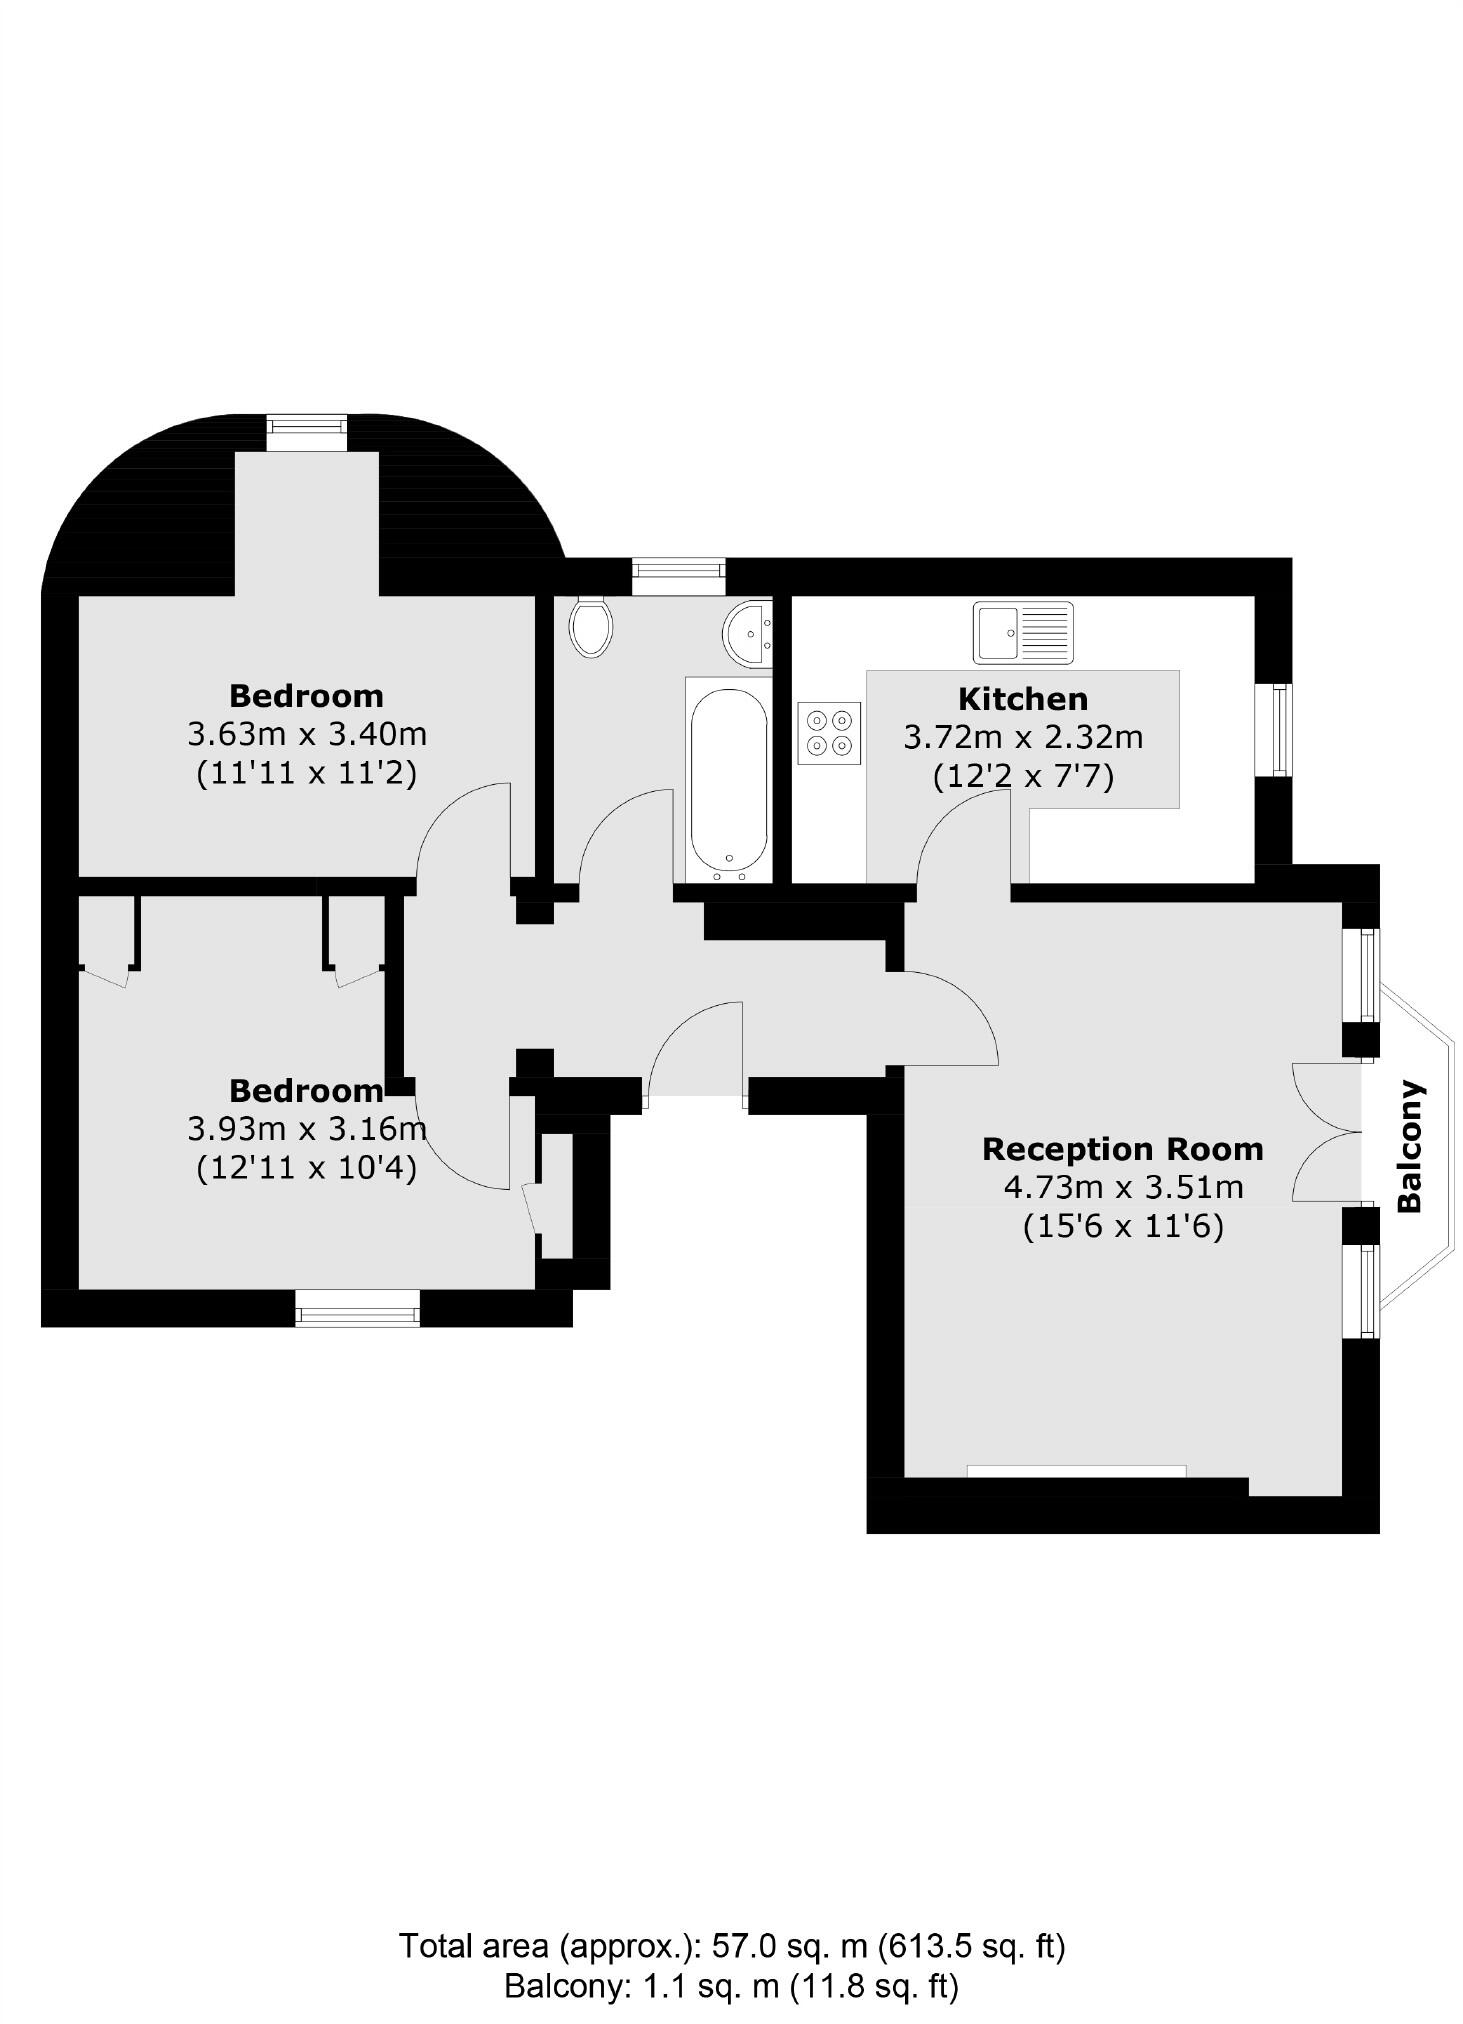 Bedroom
3.63m x 3.40m
(11'11 x 11'2)
Kitchen
3.72m x 2.32m
(12'2 x 7'7)
Bedroom
3.93m x 3.16m
(12'11 x 10'4)
Reception Room
4.73m x 3.51m
(15'6 x 11'6)
Balcony
Total area (approx.): 57.0 sq. m (613.5 sq. ft)
Balcony: 1.1 sq. m (11.8 sq. ft)